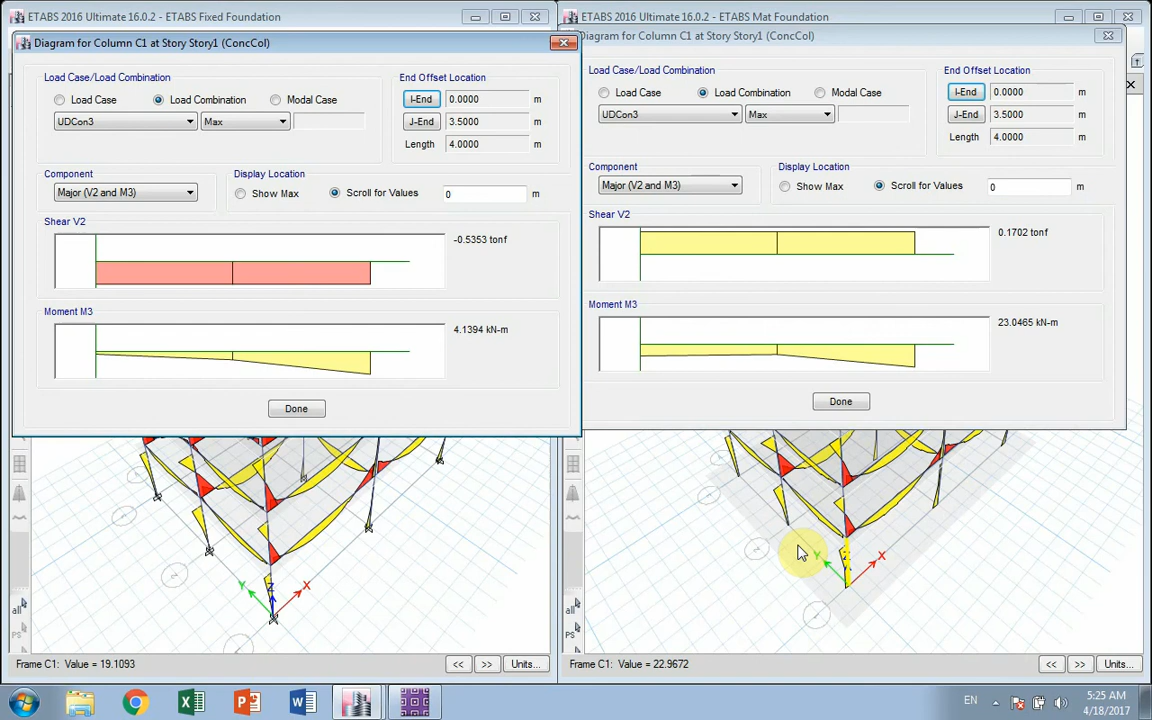 ETABS 2016 Ultimate 16.0.2 - ETABS Fixed Foundation
Diagram for Column C1 at Story Story1 (ConcCol)
Load Case/Load Combination
Load Case
Load Combination
Modal Case
UDCon3
Max
End Offset Location
I-End
0.0000
m
J-End
3.5000
m
Length
4.0000
m
Component
Major (V2 and M3)
Display Location
Show Max
Scroll for Values
0
m
Shear V2
-0.5353 tonf
Moment M3
4.1394 kN-m
Done
Y
Z
X
all
PS
Frame C1: Value = 19.1093
<<
>>
Units...
ETABS 2016 Ultimate 16.0.2 - ETABS Mat Foundation
Diagram for Column C1 at Story Story1 (ConcCol)
Load Case/Load Combination
Load Case
Load Combination
Modal Case
UDCon3
Max
End Offset Location
I-End
0.0000
m
J-End
3.5000
m
Length
4.0000
m
Component
Major (V2 and M3)
Display Location
Show Max
Scroll for Values
0
m
Shear V2
0.1702 tonf
Moment M3
23.0465 kN-m
Done
Y
Z
X
all
PS
Frame C1: Value = 22.9672
<<
>>
Units...
EN
5:25 AM
4/18/2017